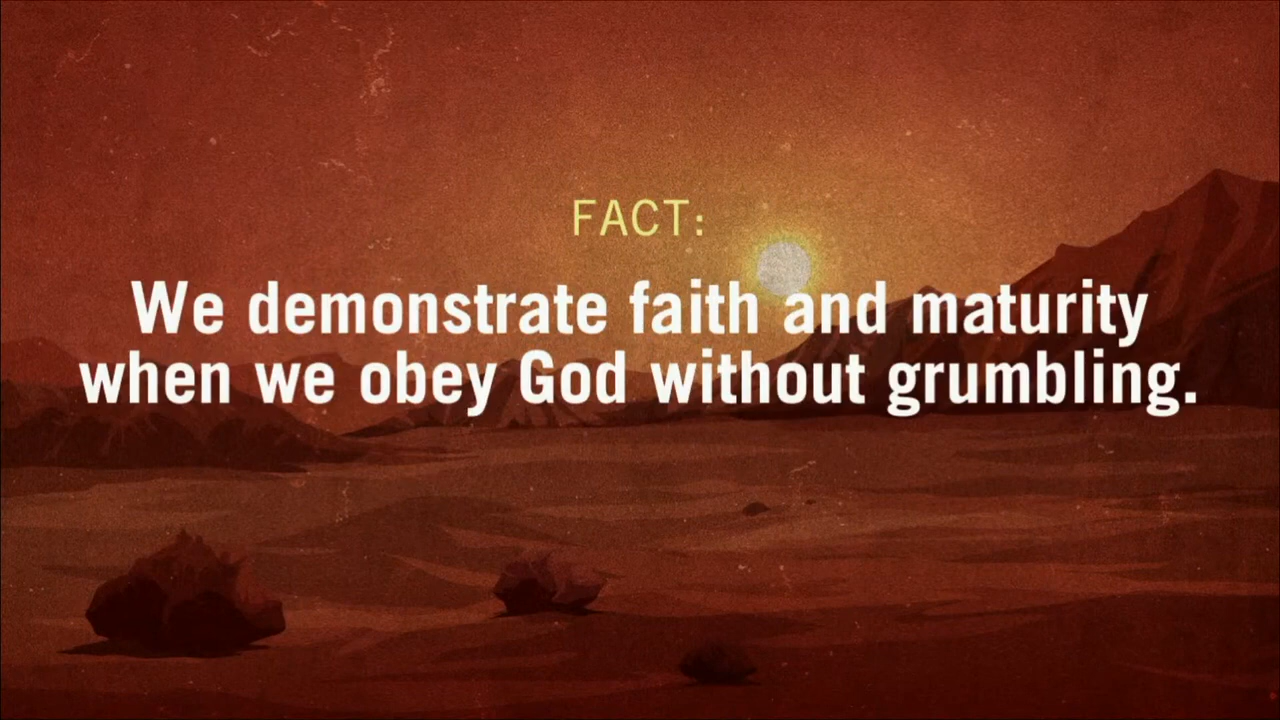 FACT:
We demonstrate faith and maturity
when we obey God without grumbling.